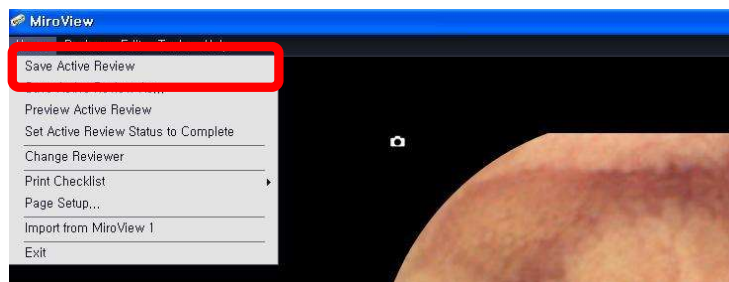 MiroView
Save Active Review
Preview Active Review
Set Active Review Status to Complete
Change Reviewer
Print Checklist
Page Setup...
Import from MiroView 1
Exit